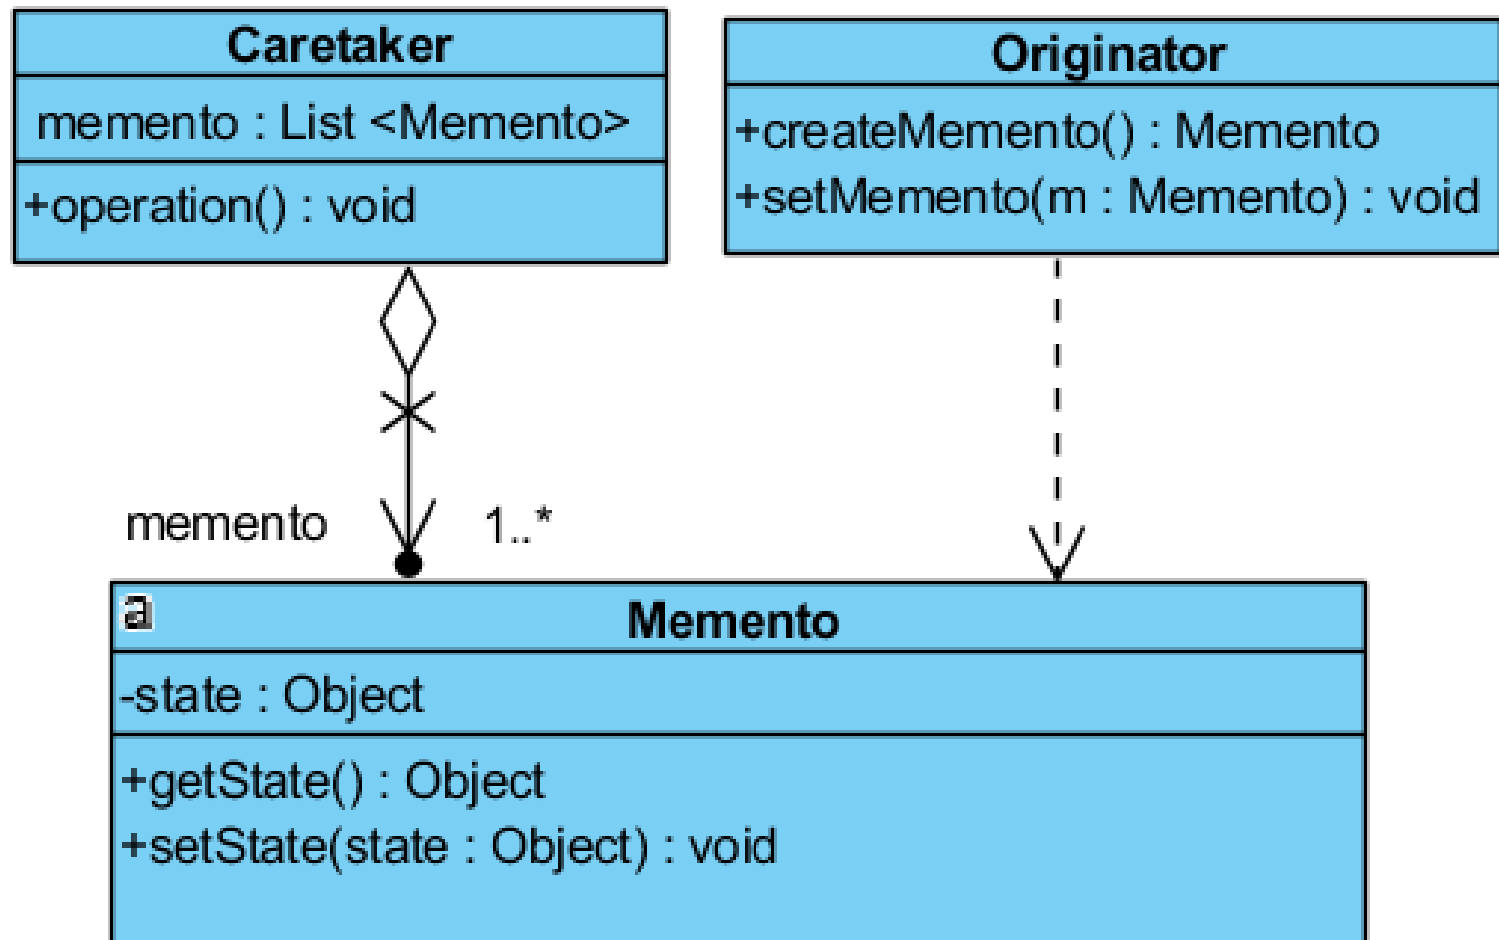 Caretaker
memento : List <Memento>
+operation() : void
Originator
+createMemento() : Memento
+setMemento(m : Memento) : void
memento
1..*
a
Memento
-state : Object
+getState() : Object
+setState(state : Object) : void